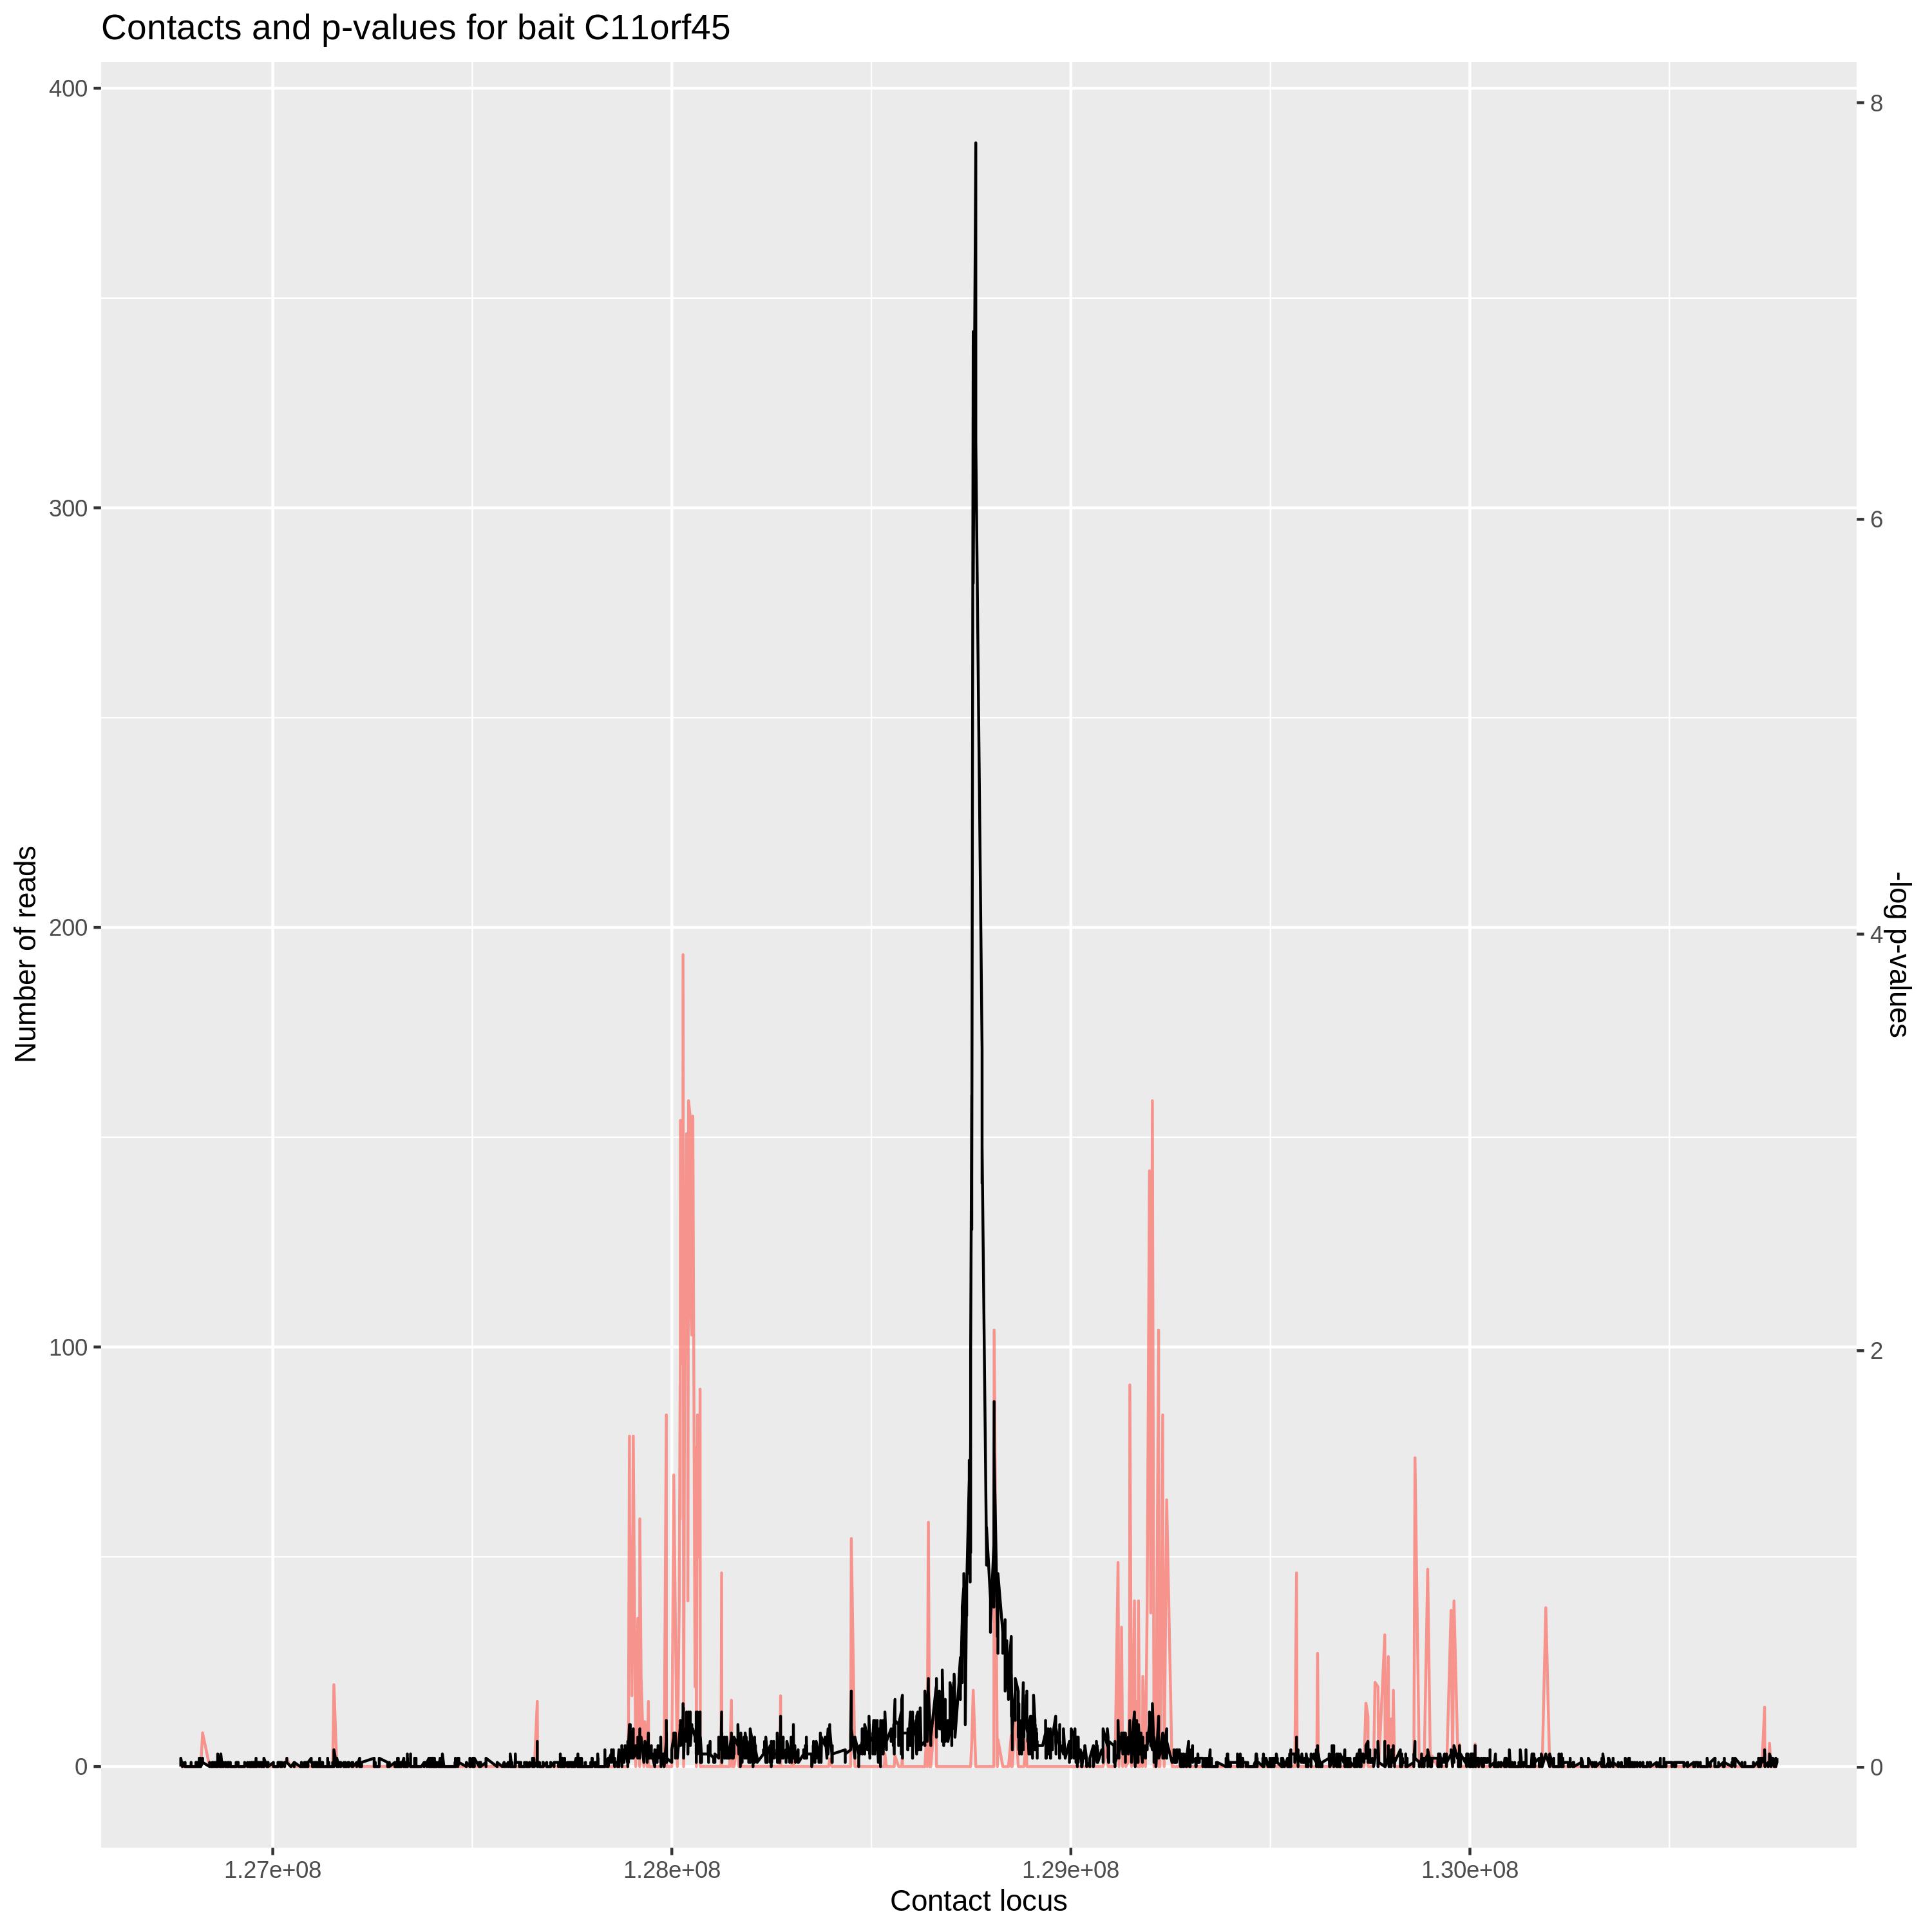 Contacts and p-values for bait C11orf45
400
300
200
100
0
Number of reads
8
6
4
2
0
-log p-values
1.27e+08
1.28e+08
1.29e+08
1.30e+08
Contact locus